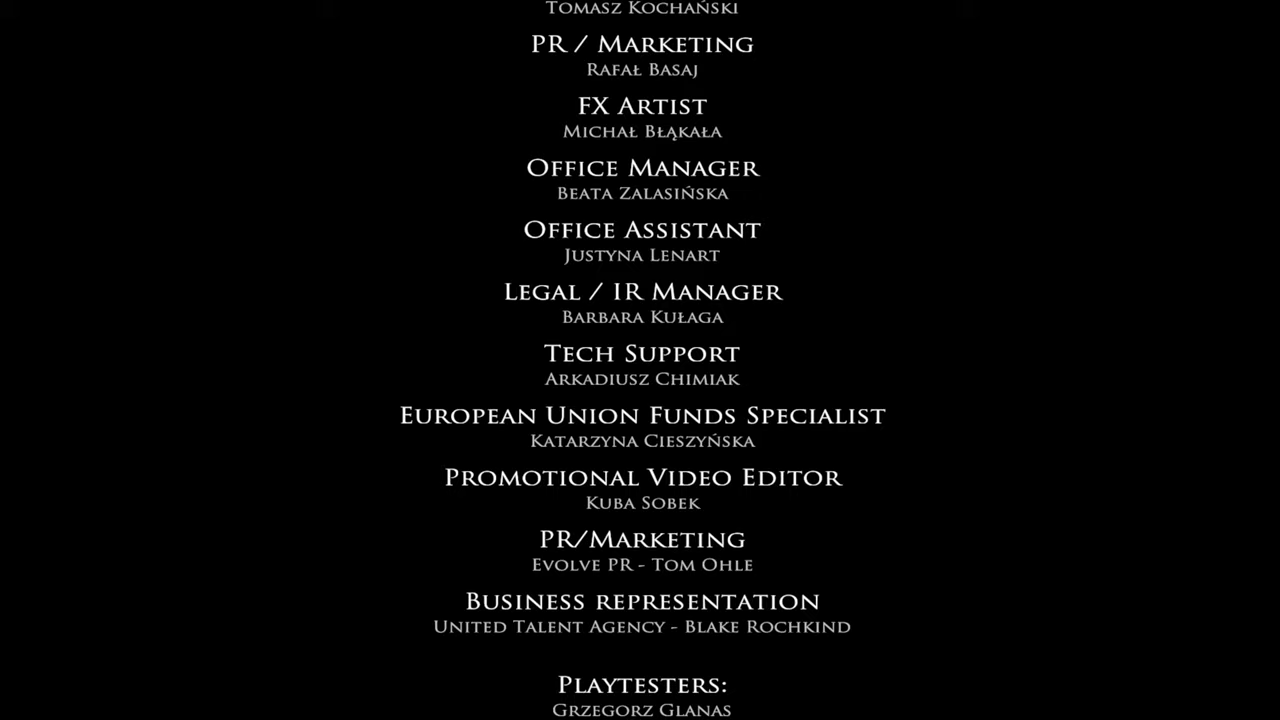 Tomasz Kochański
PR / Marketing
Rafał Basaj
FX Artist
Michał Błąkała
Office Manager
Beata Zalasińska
Office Assistant
Justyna Lenart
Legal / IR Manager
Barbara Kułaga
Tech Support
Arkadiusz Chimiak
European Union Funds Specialist
Katarzyna Cieszyńska
Promotional Video Editor
Kuba Sobek
PR/Marketing
Evolve PR - Tom Ohle
Business representation
United Talent Agency - Blake Rochkind
Playtesters:
Grzegorz Glanas